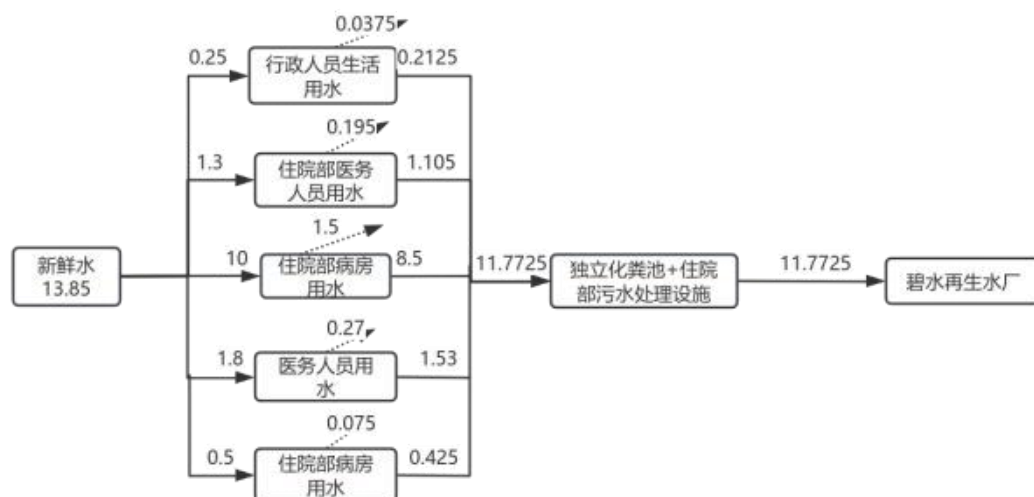 0.0375
0.25
行政人员生活
用水
0.2125
0.195
1.3
住院部医务
人员用水
1.105
1.5
新鲜水
13.85
10
住院部病房
用水
8.5
11.7725
独立化粪池+住院
部污水处理设施
11.7725
碧水再生水厂
0.27
1.8
医务人员用
水
1.53
0.075
0.5
住院部病房
用水
0.425